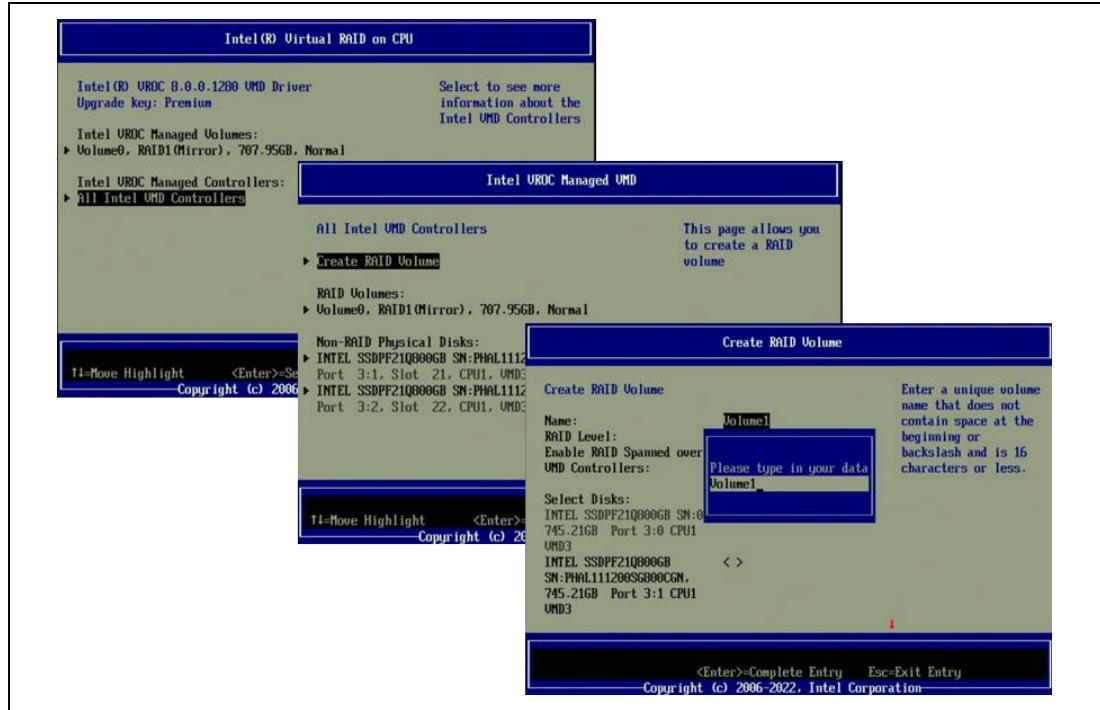 Intel(R) Virtual RAID on CPU
Intel(R) VROC 8.0.0.1280 VMD Driver
Upgrade key: Premium
Intel VROC Managed Volumes:
Volume0, RAID1(Mirror), 707.95GB, Normal
Intel VROC Managed Controllers:
All Intel VMD Controllers
Select to see more
information about the
Intel VMD Controllers
↑↓=Move Highlight <Enter>=Se
Copyright (c) 2006
Intel VROC Managed VMD
All Intel VMD Controllers
Create RAID Volume
RAID Volumes:
Volume0, RAID1(Mirror), 707.95GB, Normal
Non-RAID Physical Disks:
INTEL SSDPF21Q800GB SN:PHAL1112
Port 3:1, Slot 21, CPU1, VMD3
INTEL SSDPF21Q800GB SN:PHAL1112
Port 3:2, Slot 22, CPU1, VMD3
This page allows you
to create a RAID
volume
↑↓=Move Highlight <Enter>=
Copyright (c) 20
Create RAID Volume
Create RAID Volume
Name: Volume1
RAID Level:
Enable RAID Spanned over
VMD Controllers:
Please type in your data
Volume1_
Select Disks:
INTEL SSDPF21Q800GB SN:0
745.21GB Port 3:0 CPU1
VMD3
INTEL SSDPF21Q800GB < >
SN:PHAL111200SG800CGN,
745.21GB Port 3:1 CPU1
VMD3
Enter a unique volume
name that does not
contain space at the
beginning or
backslash and is 16
characters or less.
<Enter>=Complete Entry Esc=Exit Entry
Copyright (c) 2006-2022, Intel Corporation